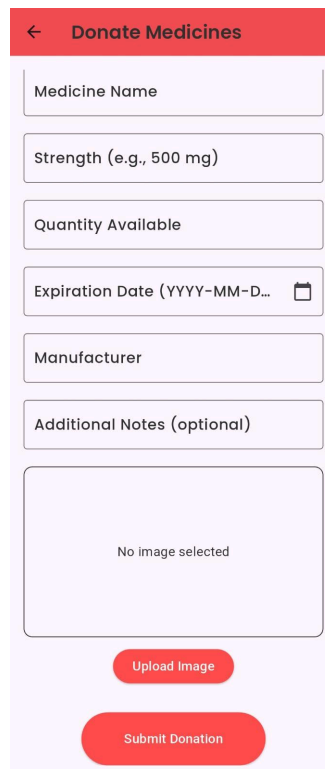 Donate Medicines
Medicine Name
Strength (e.g., 500 mg)
Quantity Available
Expiration Date (YYYY-MM-D...
Manufacturer
Additional Notes (optional)
No image selected
Upload Image
Submit Donation